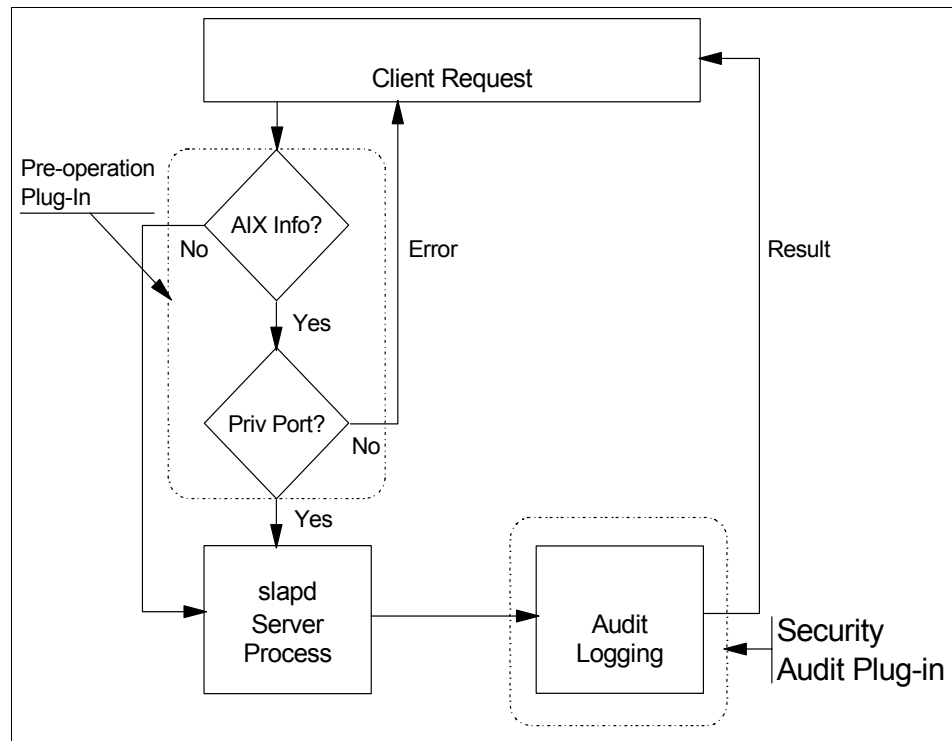 Client Request
Pre-operation
Plug-In
AIX Info?
No
Error
Result
Yes
Priv Port?
No
Yes
slapd
Server
Process
Audit
Logging
Security
Audit Plug-in